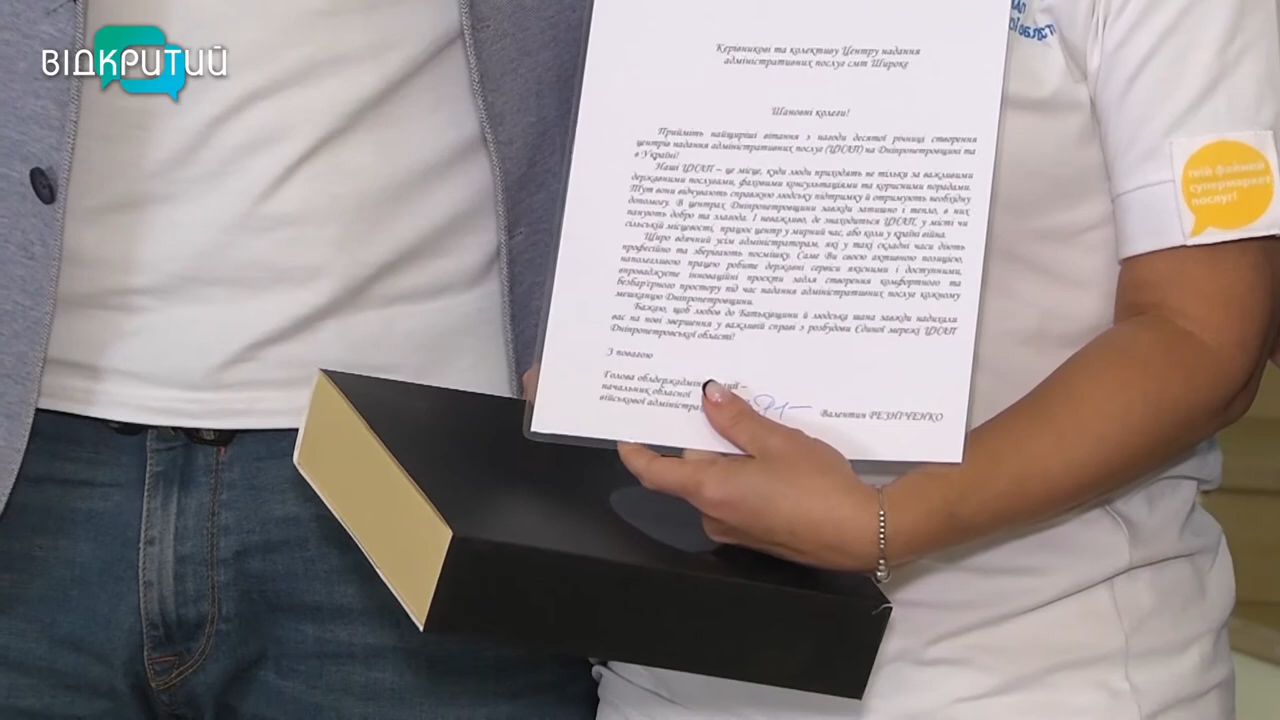 ВІДКРИТИЙ
Керівникові та колективу Центру надання
адміністративних послуг смт Широке
Шановні колеги!
Прийміть найщиріші вітання з нагоди десятої річниці створення
центрів надання адміністративних послуг (ЦНАП) на Дніпропетровщині та
в Україні!
Наші ЦНАП – це місце, куди люди приходять не тільки за важливими
державними послугами, фаховими консультаціями та корисними порадами.
Тут вони відчувають справжню людську підтримку й отримують необхідну
допомогу. В центрах Дніпропетровщини завжди затишно і тепло, в них
панують добро та злагода. І неважливо, де знаходиться ЦНАП, у місті чи
сільській місцевості, працює центр у мирний час, або коли у країні війна.
Щиро вдячний усім адміністраторам, які у такі складні часи діють
професійно та зберігають посмішку. Саме Ви своєю активною позицією,
наполегливою працею робите державні сервіси якісними і доступними,
впроваджуєте інноваційні проєкти задля створення комфортного та
безбар'єрного простору під час надання адміністративних послуг кожному
мешканцю Дніпропетровщини.
Бажаю, щоб любов до Батьківщини й людська шана завжди надихали
вас на нові звершення у важливій справі з розбудови Єдиної мережі ЦНАП
Дніпропетровської області!
З повагою
Голова облдержадміністрації –
начальник обласної
військової адміністра
Валентин РЕЗНІЧЕНКО
твій файний
супермаркет
послуг!